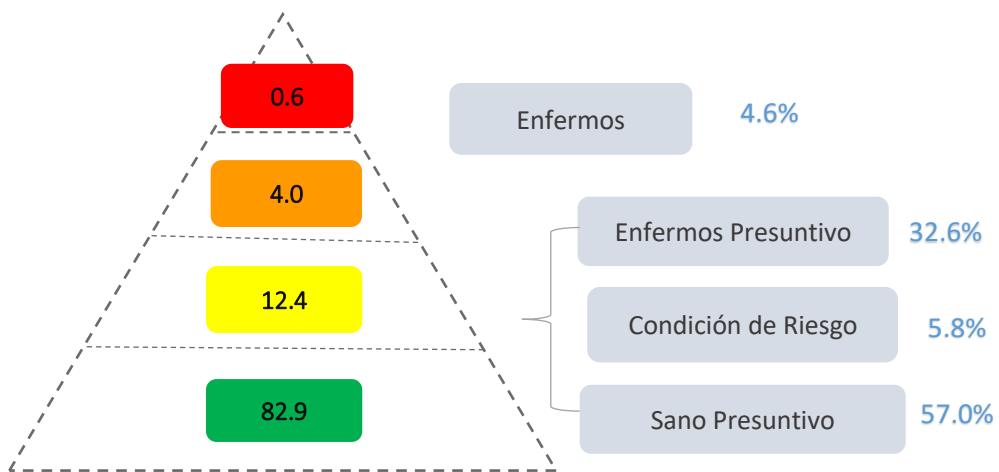 0.6
Enfermos
4.6%
4.0
Enfermos Presuntivo
32.6%
12.4
Condición de Riesgo
5.8%
82.9
Sano Presuntivo
57.0%